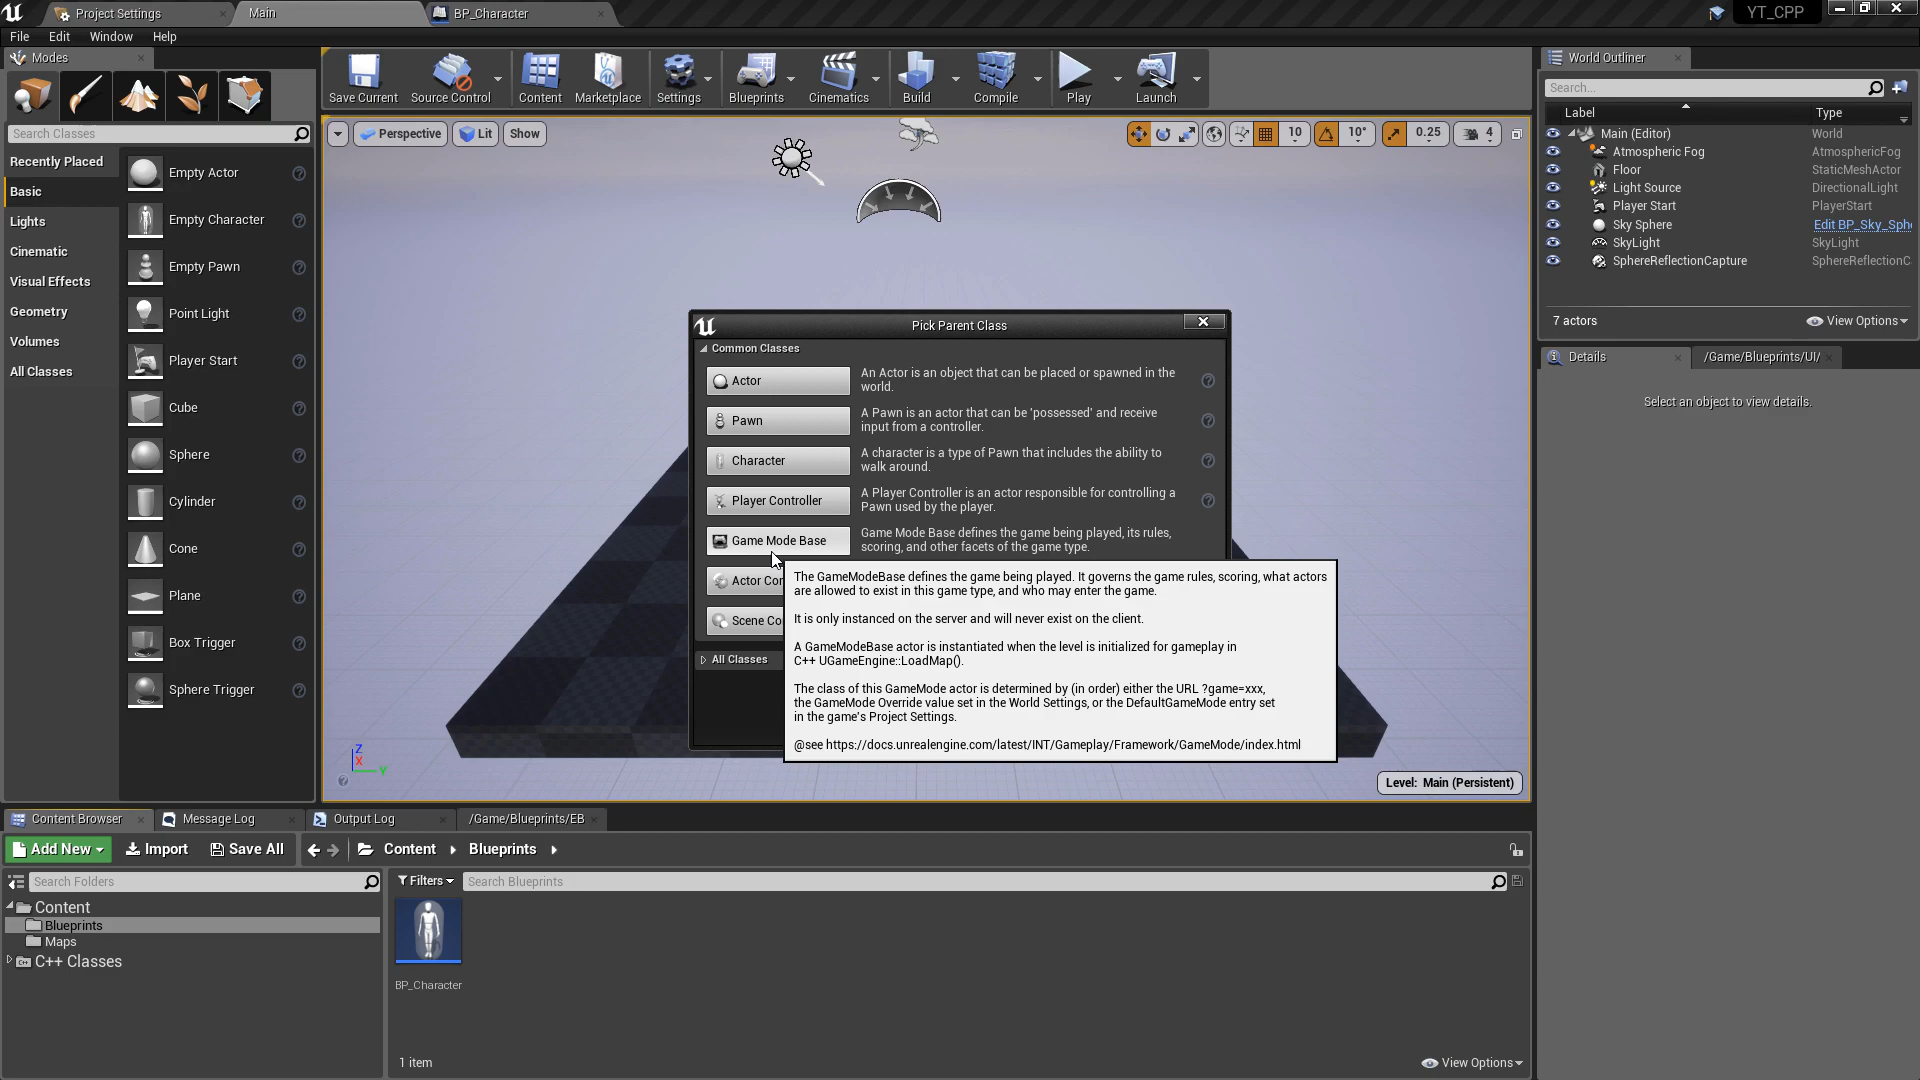 Project Settings
Main
BP_Character
YT_CPP
File Edit Window Help
Modes
Search Classes
Recently Placed
Basic
Lights
Cinematic
Visual Effects
Geometry
Volumes
All Classes
Empty Actor
Empty Character
Empty Pawn
Point Light
Player Start
Cube
Sphere
Cylinder
Cone
Plane
Box Trigger
Sphere Trigger
Save Current
Source Control
Content
Marketplace
Settings
Blueprints
Cinematics
Build
Compile
Play
Launch
Perspective
Lit
Show
10
10°
0.25
4
Pick Parent Class
Common Classes
Actor
An Actor is an object that can be placed or spawned in the
world.
Pawn
A Pawn is an actor that can be 'possessed' and receive
input from a controller.
Character
A character is a type of Pawn that includes the ability to
walk around.
Player Controller
A Player Controller is an actor responsible for controlling a
Pawn used by the player.
Game Mode Base
Game Mode Base defines the game being played, its rules,
scoring, and other facets of the game type.
Actor Con
Scene Co
All Classes
The GameModeBase defines the game being played. It governs the game rules, scoring, what actors
are allowed to exist in this game type, and who may enter the game.
It is only instanced on the server and will never exist on the client.
A GameModeBase actor is instantiated when the level is initialized for gameplay in
C++ UGameEngine::LoadMap().
The class of this GameMode actor is determined by (in order) either the URL ?game=xxx,
the GameMode Override value set in the World Settings, or the DefaultGameMode entry set
in the game's Project Settings.
@see https://docs.unrealengine.com/latest/INT/Gameplay/Framework/GameMode/index.html
Z
X
Y
Level: Main (Persistent)
World Outliner
Search...
Label Type
Main (Editor) World
Atmospheric Fog AtmosphericFog
Floor StaticMeshActor
Light Source DirectionalLight
Player Start PlayerStart
Sky Sphere Edit BP_Sky_Sph
SkyLight SkyLight
SphereReflectionCapture SphereReflectionC
7 actors
View Options
Details
/Game/Blueprints/UI/
Select an object to view details.
Content Browser
Message Log
Output Log
/Game/Blueprints/EB
Add New
Import
Save All
Content
Blueprints
Search Folders
Filters
Search Blueprints
Content
Blueprints
Maps
C++ Classes
BP_Character
1 item
View Options